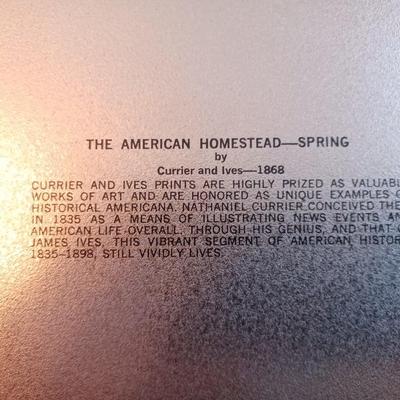 THE AMERICAN HOMESTEAD—SPRING
by
Currier and Ives—1868
CURRIER AND IVES PRINTS ARE HIGHLY PRIZED AS VALUABL
WORKS OF ART AND ARE HONORED AS UNIQUE EXAMPLES O
HISTORICAL AMERICANA. NATHANIEL CURRIER CONCEIVED THE
IN 1835 AS A MEANS OF ILLUSTRATING NEWS EVENTS AN
AMERICAN LIFE OVERALL. THROUGH HIS GENIUS, AND THAT O
JAMES IVES, THIS VIBRANT SEGMENT OF AMERICAN HISTOR
1835-1898, STILL VIVIDLY LIVES.